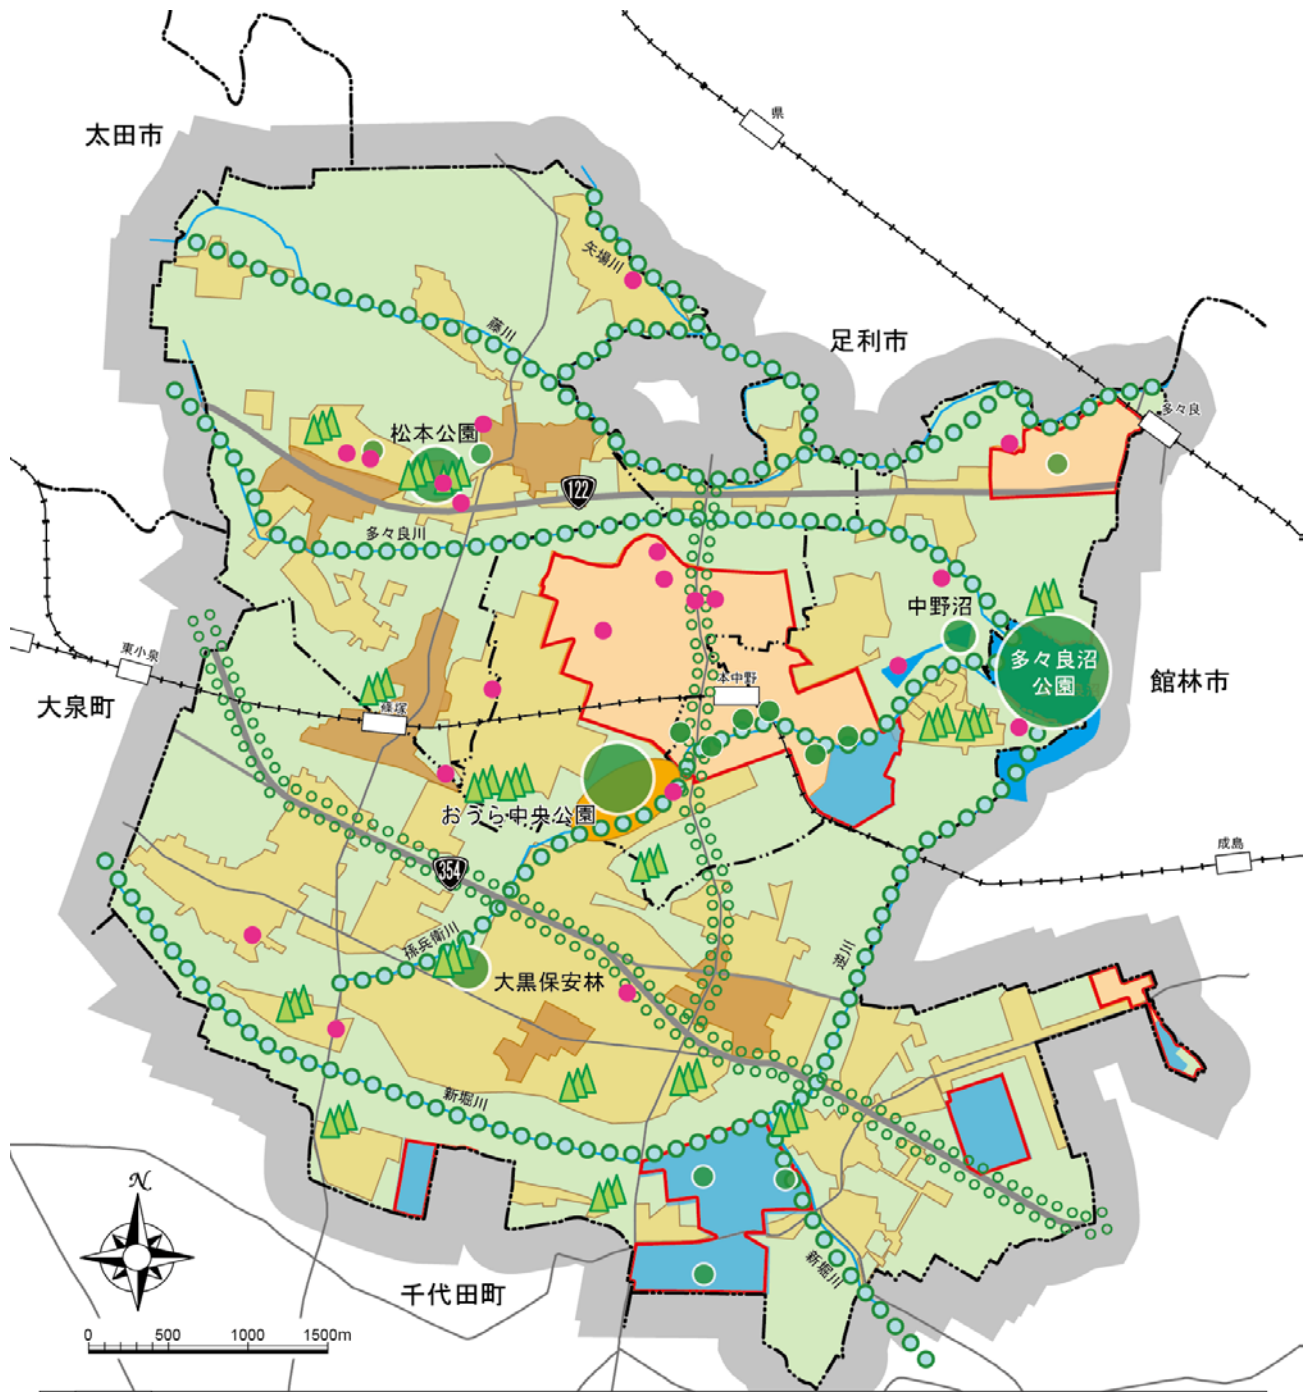 県
太田市
足利市
矢場川
藤川
多々良
松本公園
122
多々良川
中野沼
東小泉
多々良沼
公園
本中野
館林市
大泉町
篠塚
おうら中央公園
成島
354
孫兵衛川
逆川
大黒保安林
新堀川
N
新堀川
千代田町
0 500 1000 1500m